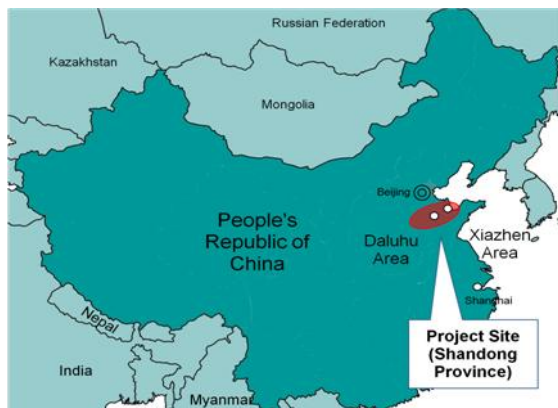 Russian Federation
Kazakhstan
Mongolia
Beijing
People's
Republic of
China
Daluhu
Area
Xiazhen
Area
Shanghai
Nepal
Project Site
(Shandong
Province)
India
Myanmar